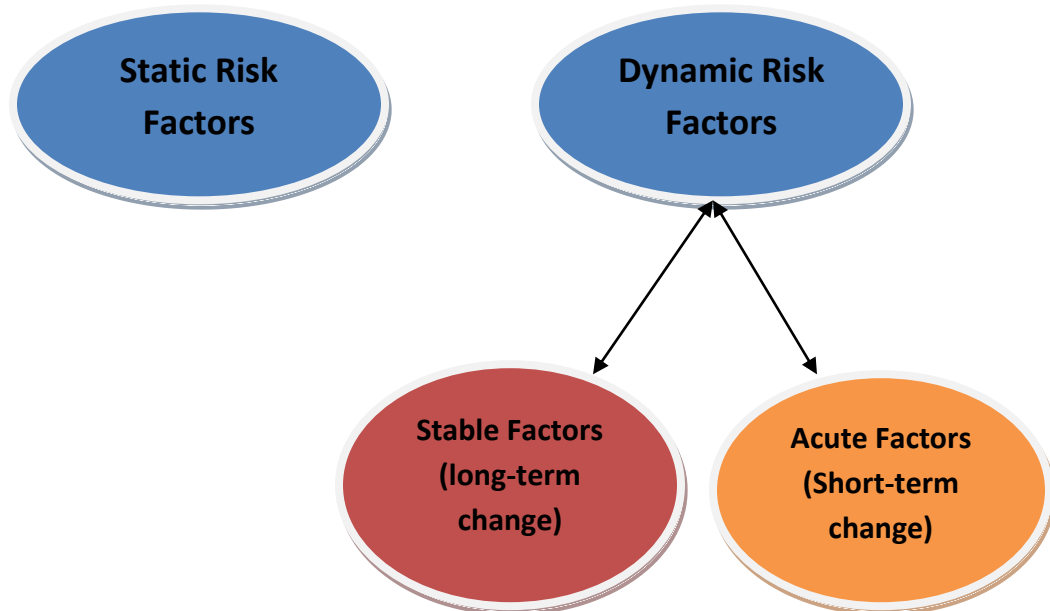 Static Risk
Factors
Dynamic Risk
Factors
Stable Factors
(long-term
change)
Acute Factors
(Short-term
change)